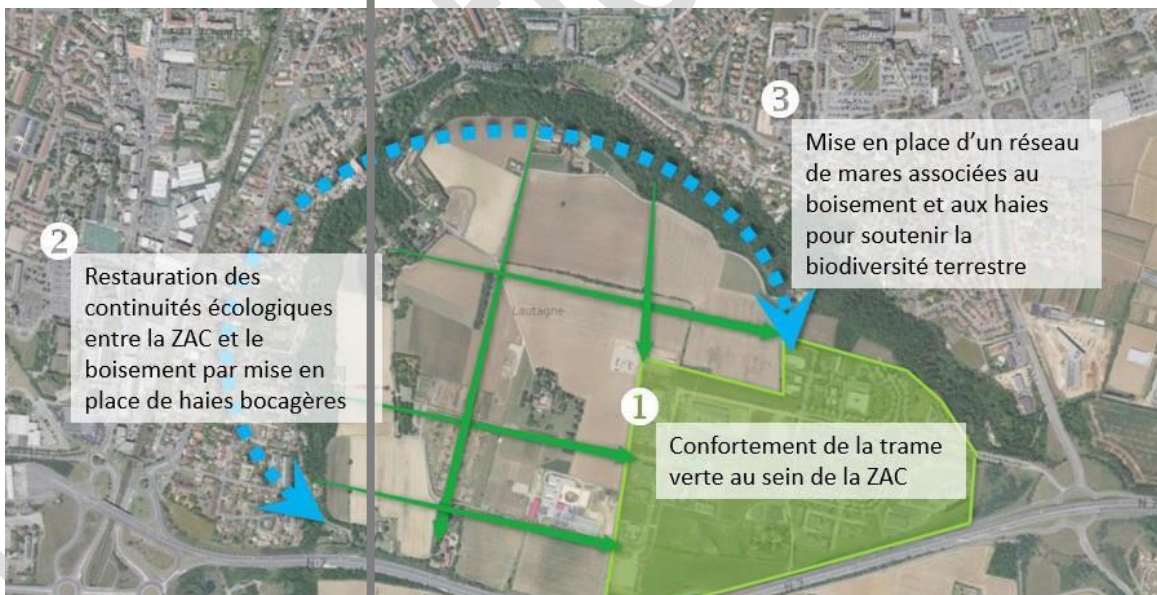 3
Mise en place d’un réseau
de mares associées au
boisement et aux haies
pour soutenir la
biodiversité terrestre
2
Restauration des
continuités écologiques
entre la ZAC et le
boisement par mise en
place de haies bocagères
Lautagne
1
Confortement de la trame
verte au sein de la ZAC